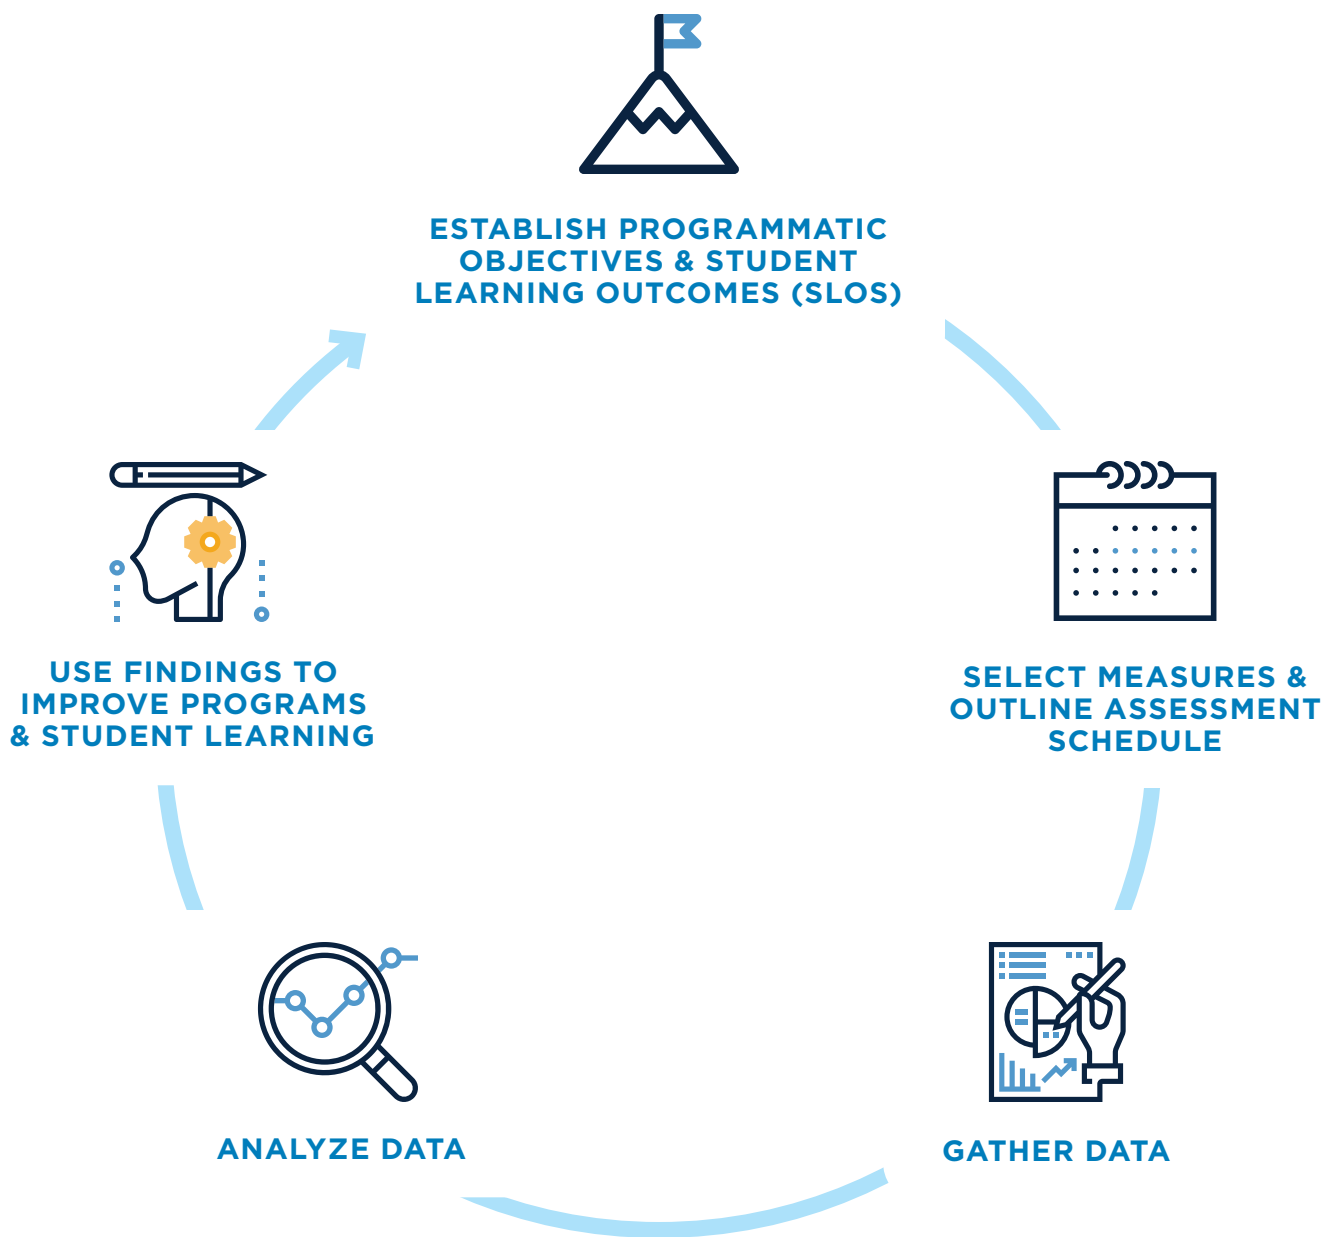 ESTABLISH PROGRAMMATIC
OBJECTIVES & STUDENT
LEARNING OUTCOMES (SLOS)
SELECT MEASURES &
OUTLINE ASSESSMENT
SCHEDULE
GATHER DATA
ANALYZE DATA
USE FINDINGS TO
IMPROVE PROGRAMS
& STUDENT LEARNING